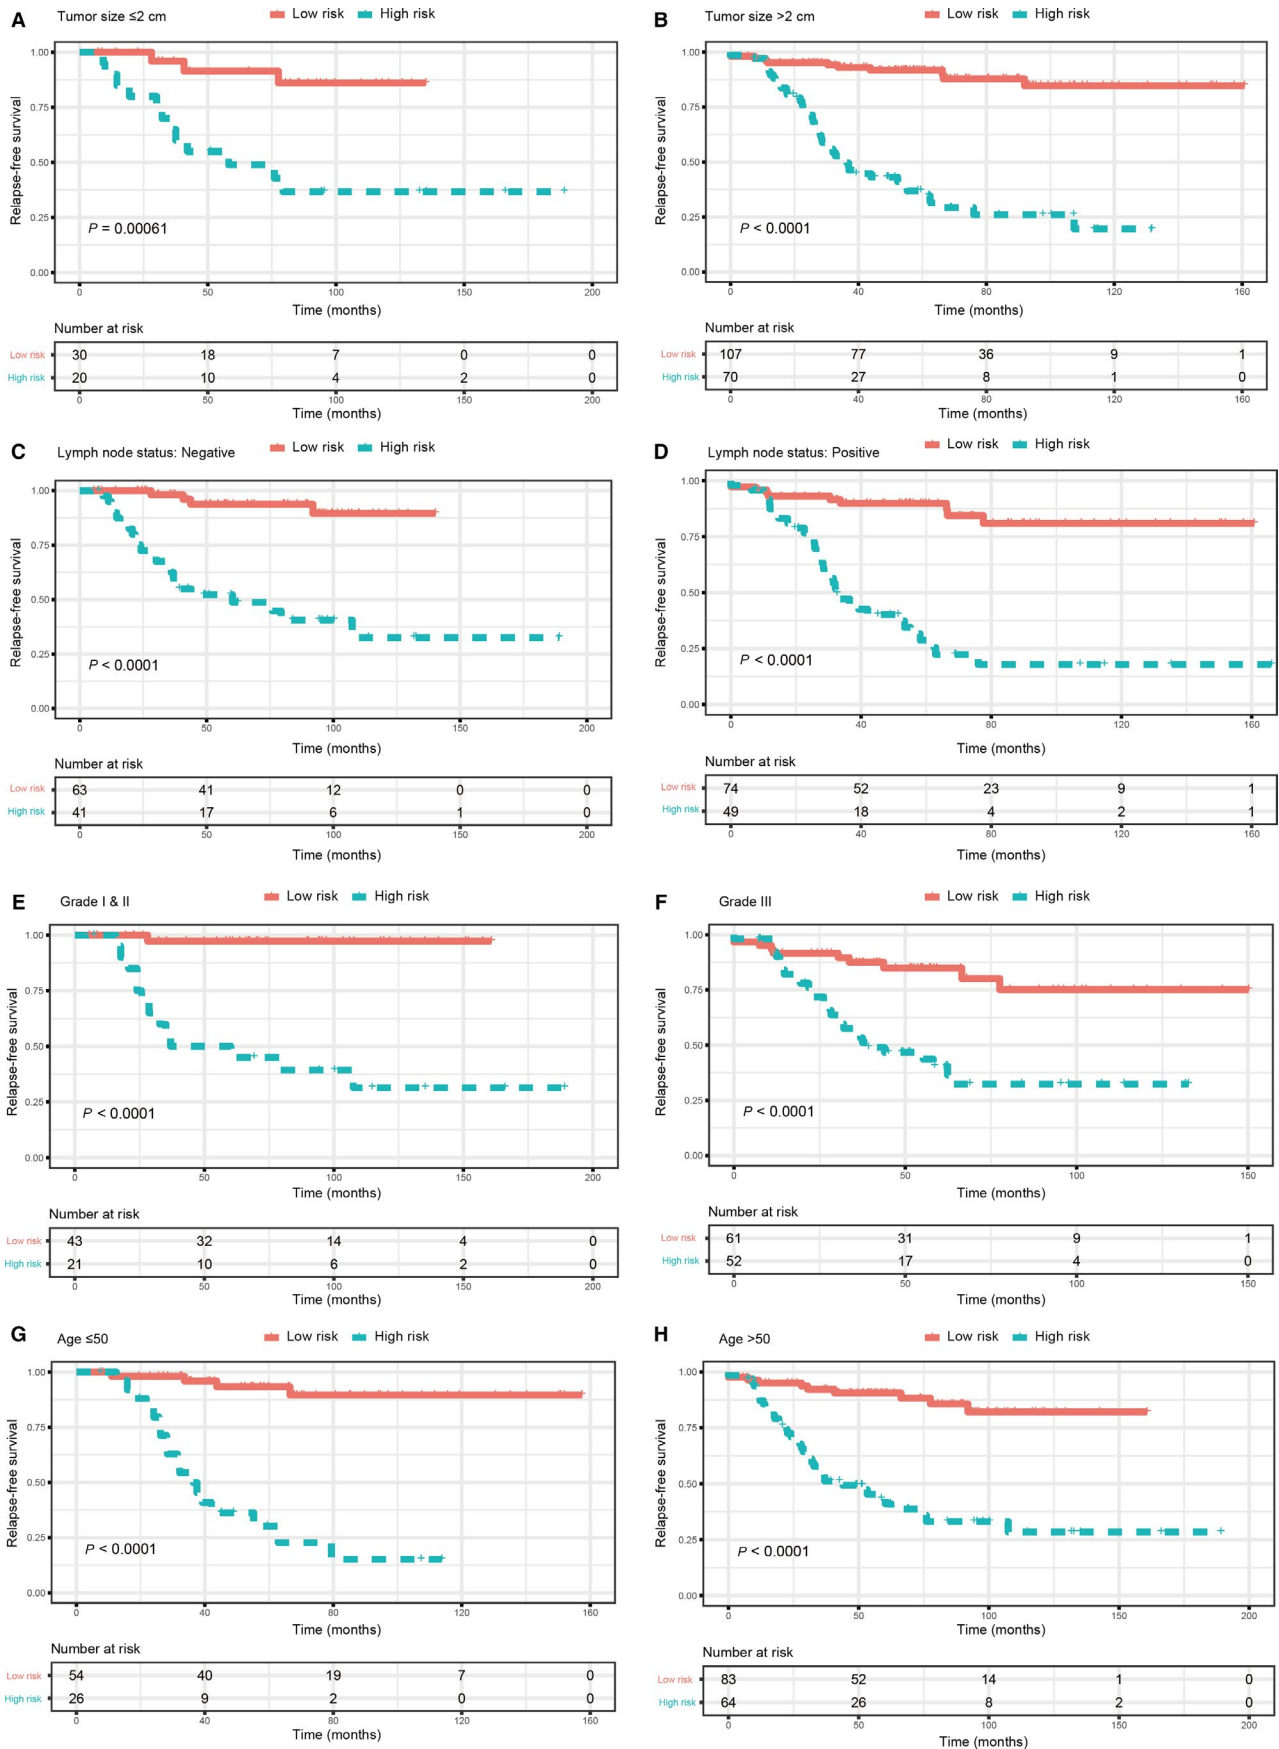 A Tumor size ≤2 cm Low risk High risk
Relapse-free survival
1.00
0.75
0.50
0.25
0.00
P = 0.00061
0 50 100 150 200
Time (months)
Number at risk
Low risk 30 18 7 0 0
High risk 20 10 4 2 0
0 50 100 150 200
Time (months)
B Tumor size >2 cm Low risk High risk
Relapse-free survival
1.00
0.75
0.50
0.25
0.00
P < 0.0001
0 40 80 120 160
Time (months)
Number at risk
Low risk 107 77 36 9 1
High risk 70 27 8 1 0
0 40 80 120 160
Time (months)
C Lymph node status: Negative Low risk High risk
Relapse-free survival
1.00
0.75
0.50
0.25
0.00
P < 0.0001
0 50 100 150 200
Time (months)
Number at risk
Low risk 63 41 12 0 0
High risk 41 17 6 1 0
0 50 100 150 200
Time (months)
D Lymph node status: Positive Low risk High risk
Relapse-free survival
1.00
0.75
0.50
0.25
0.00
P < 0.0001
0 40 80 120 160
Time (months)
Number at risk
Low risk 74 52 23 9 1
High risk 49 18 4 2 1
0 40 80 120 160
Time (months)
E Grade I & II Low risk High risk
Relapse-free survival
1.00
0.75
0.50
0.25
0.00
P < 0.0001
0 50 100 150 200
Time (months)
Number at risk
Low risk 43 32 14 4 0
High risk 21 10 6 2 0
0 50 100 150 200
Time (months)
F Grade III Low risk High risk
Relapse-free survival
1.00
0.75
0.50
0.25
0.00
P < 0.0001
0 50 100 150
Time (months)
Number at risk
Low risk 61 31 9 1
High risk 52 17 4 0
0 50 100 150
Time (months)
G Age ≤50 Low risk High risk
Relapse-free survival
1.00
0.75
0.50
0.25
0.00
P < 0.0001
0 40 80 120 160
Time (months)
Number at risk
Low risk 54 40 19 7 0
High risk 26 9 2 0 0
0 40 80 120 160
Time (months)
H Age >50 Low risk High risk
Relapse-free survival
1.00
0.75
0.50
0.25
0.00
P < 0.0001
0 50 100 150 200
Time (months)
Number at risk
Low risk 83 52 14 1 0
High risk 64 26 8 2 0
0 50 100 150 200
Time (months)